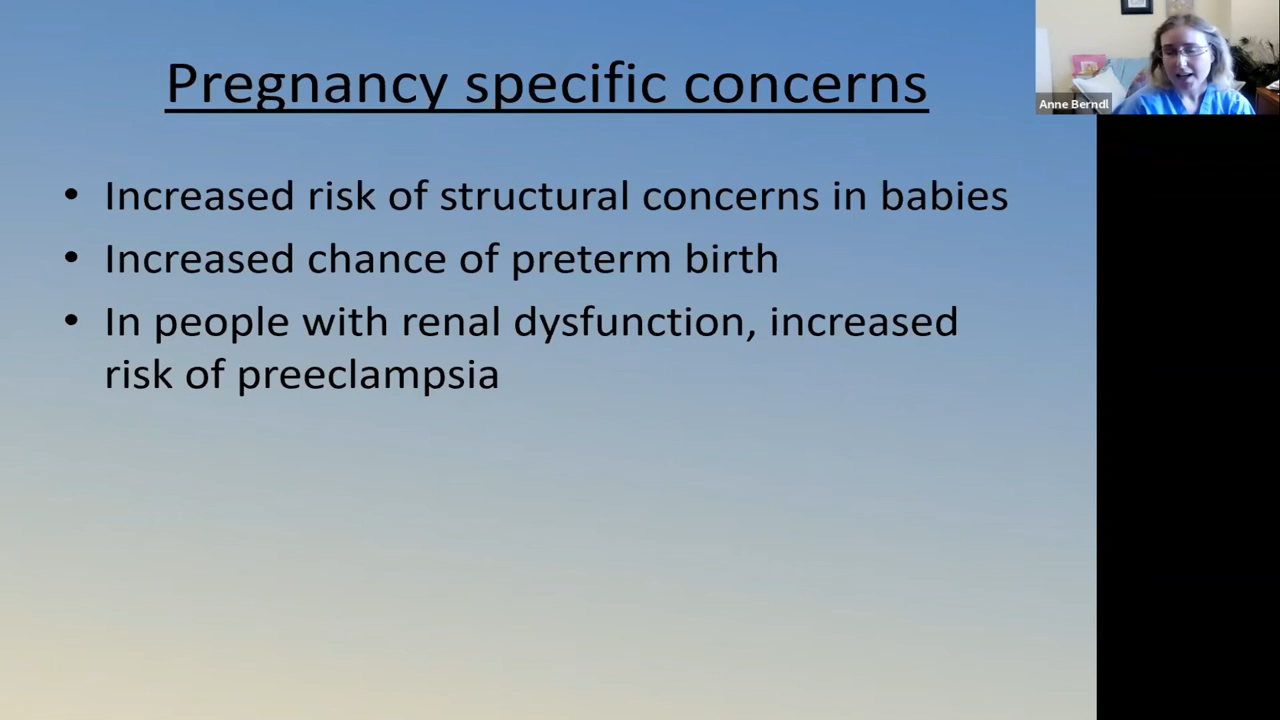 Pregnancy specific concerns
Anne Berndl
• Increased risk of structural concerns in babies
• Increased chance of preterm birth
• In people with renal dysfunction, increased
risk of preeclampsia